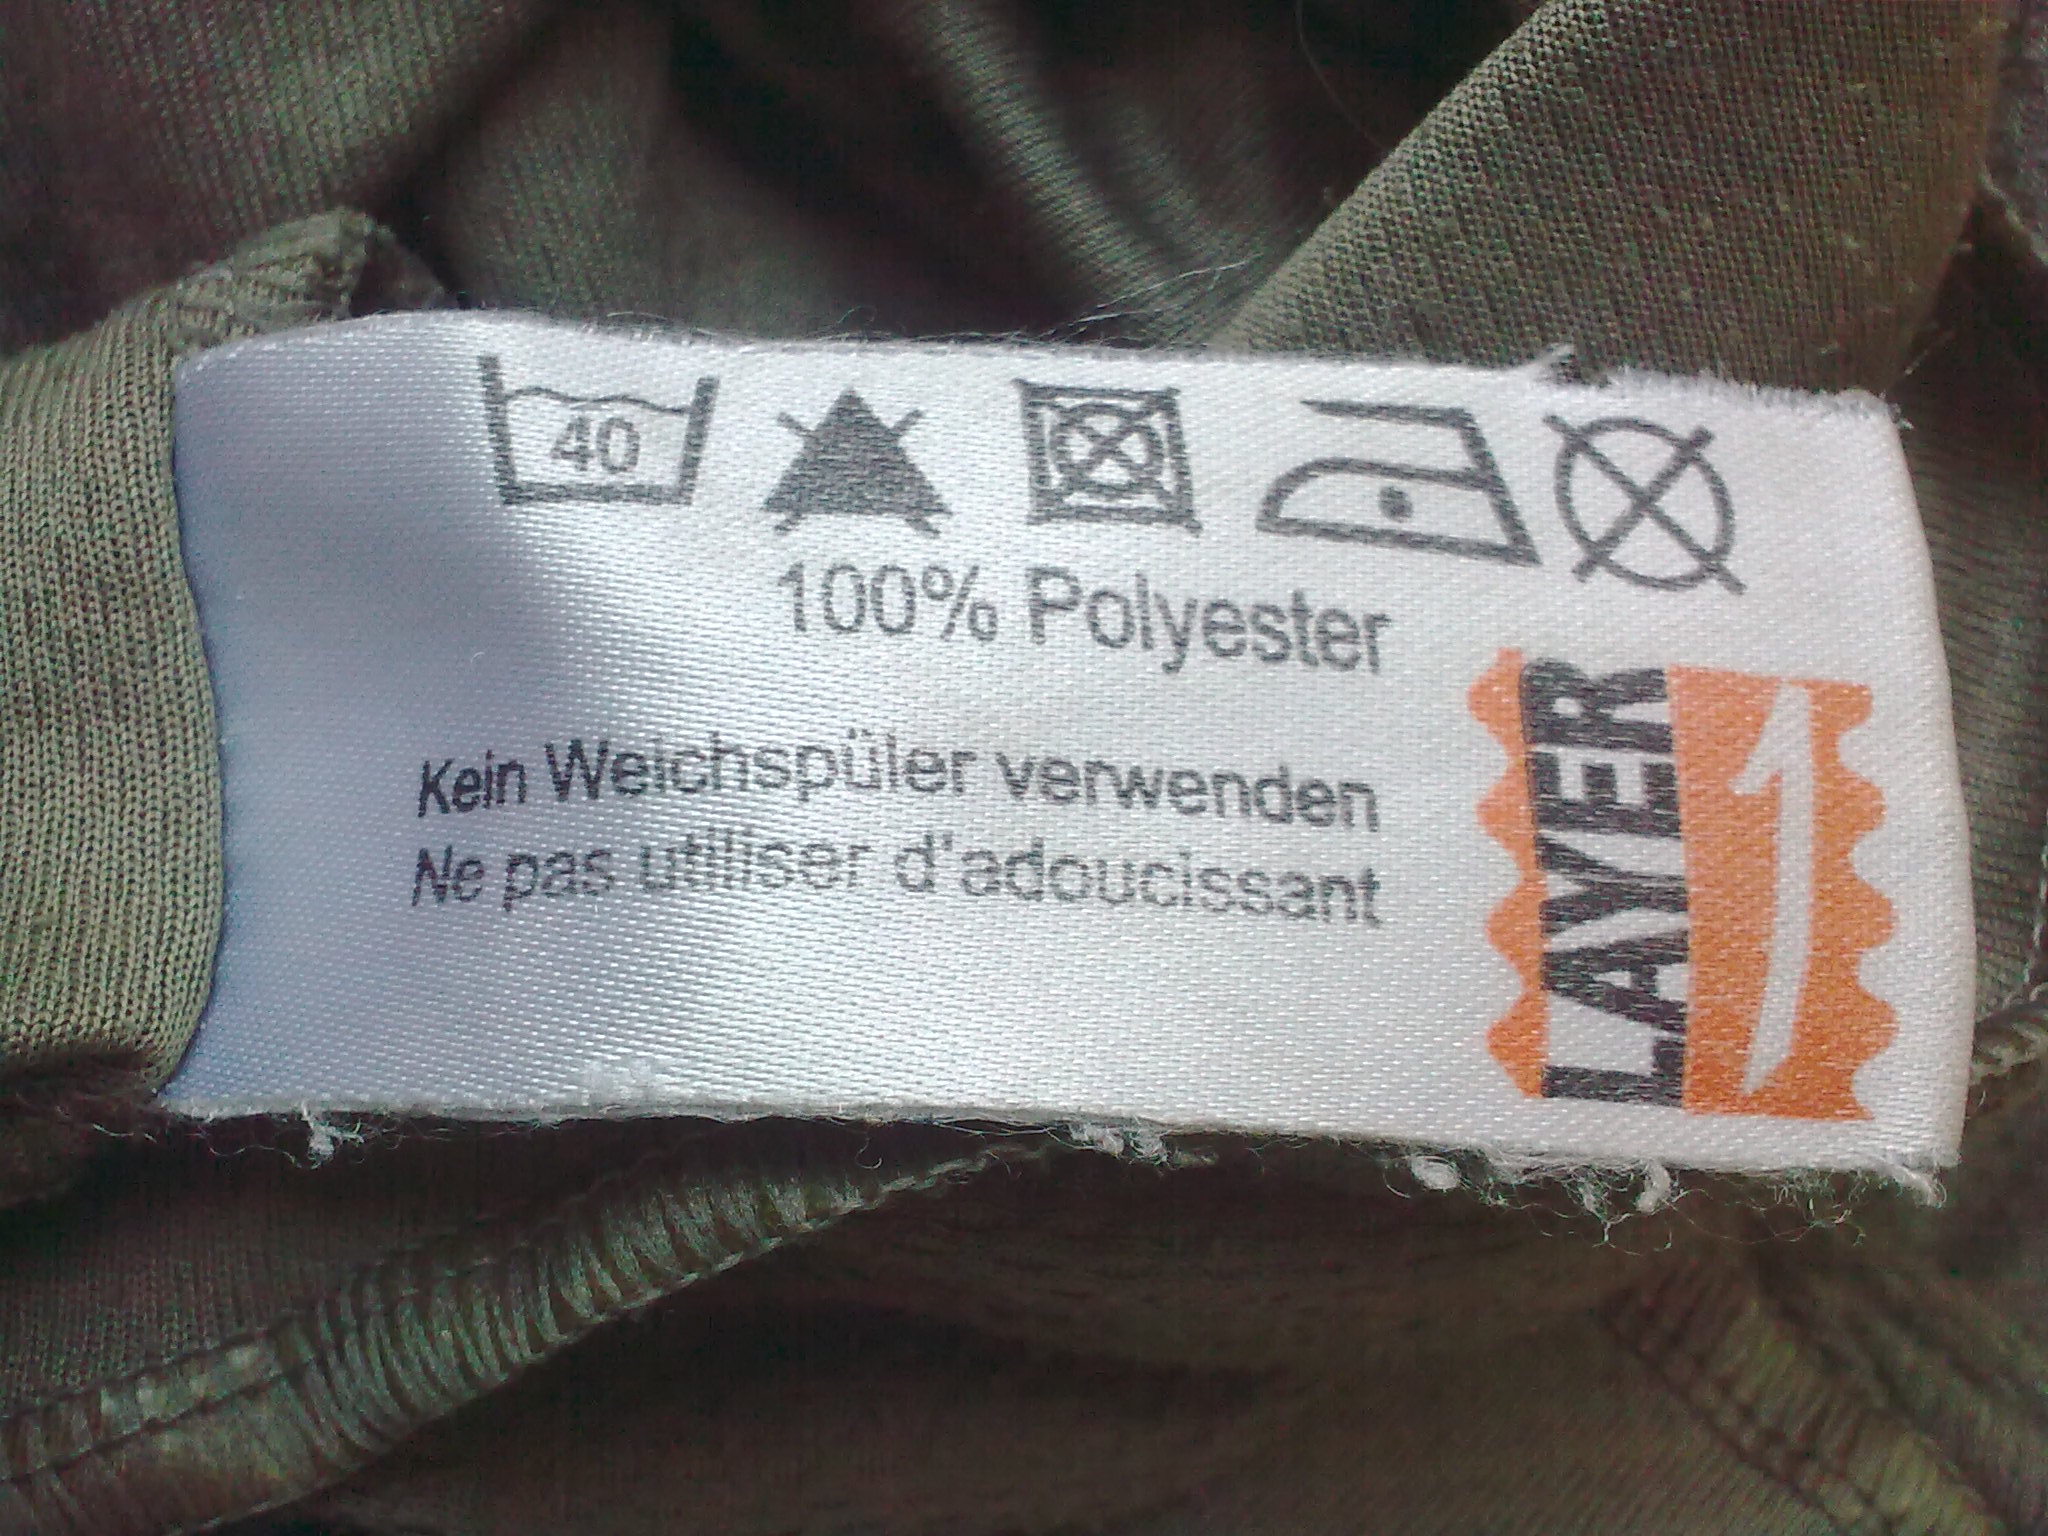 40
100% Polyester
Kein Weichspüler verwenden
Ne pas utiliser d'adoucissant
LAYER
1